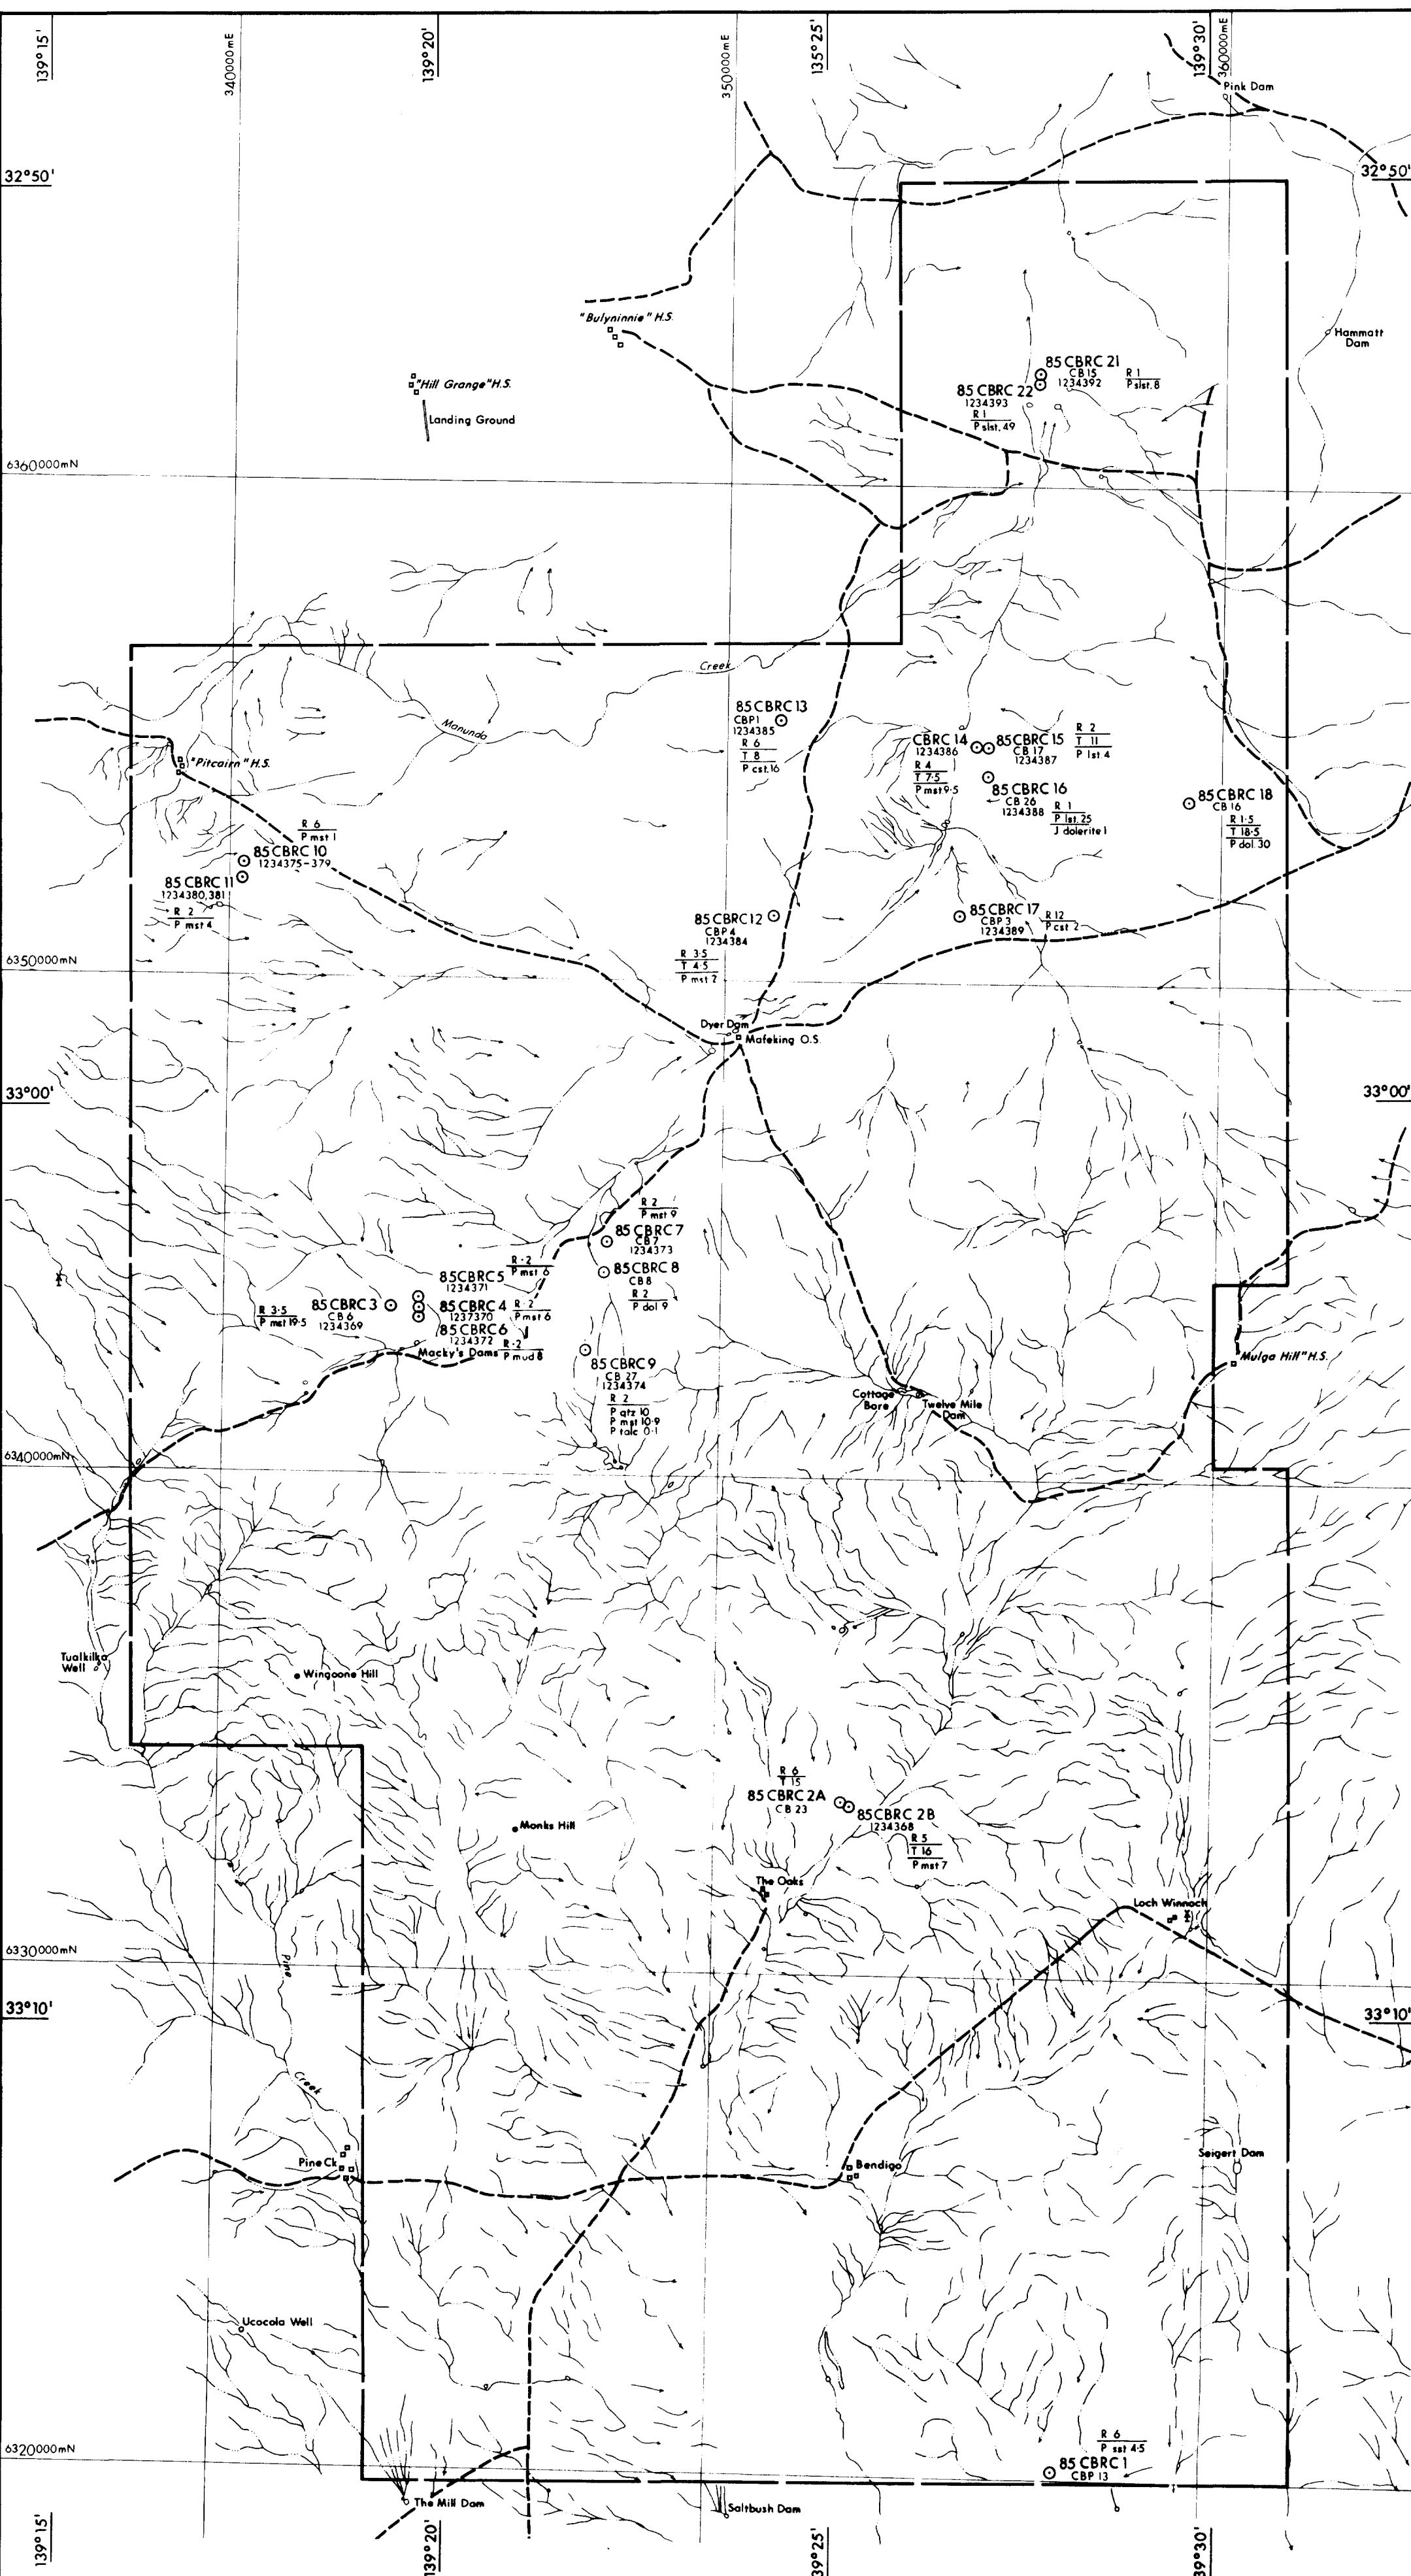 139°15'
340000mE
139°20'
350000mE
135°25'
139°30'
360000mE
Pink Dam
32°50'
32°50'
"Bulyninnie" H.S.
Hammatt
Dam
"Hill Grange" H.S.
Landing Ground
85 CBRC 21
CB 15
1234392
R 1
P slst. 8
85 CBRC 22
1234393
R 1
P slst. 49
6360000mN
Creek
Manunda
85 CBRC 13
CBP 1
1234385
R 6
T 8
P cst. 16
CBRC 14
1234386
R 4
T 7·5
P mst 9·5
85 CBRC 15
CB 17
1234387
R 2
T 11
P lst. 4
"Pitcairn" H.S.
85 CBRC 16
CB 26
1234388
R 1
P lst. 25
J dolerite 1
85 CBRC 18
CB 16
R 1·5
T 18·5
P dol. 30
R 6
P mst 1
85 CBRC 10
1234375-379
85 CBRC 11
1234380,381
R 2
P mst 4
85 CBRC 12
CBP 4
1234384
R 3·5
T 4·5
P mst 2
85 CBRC 17
CBP 3
1234389
R 12
P cst 2
6350000mN
Dyer Dam
Mafeking O.S.
33°00'
33°00'
R 2
P mst 9
85 CBRC 7
CB 7
1234373
85 CBRC 8
CB 8
R 2
P dol 9
85 CBRC 5
1234371
R·2
P mst 6
R 3·5
P mst 19·5
85 CBRC 3
CB 6
1234369
85 CBRC 4
1237370
R·2
P mst 6
85 CBRC 6
1234372
R·2
P mud 8
Macky's Dams
85 CBRC 9
CB 27
1234374
R 2
P qtz 10
P mst 10·9
P talc 0·1
Mulga Hill" H.S.
Cottage
Bore
Twelve Mile
Dam
6340000mN
Tualkilka
Well
Wingoone Hill
R 6
T 15
85 CBRC 2A
CB 23
85 CBRC 2B
1234368
R 5
T 16
P mst 7
Monks Hill
The Oaks
Loch Winnoch
6330000mN
Pine
33°10'
33°10'
Creek
Pine Ck
Bendigo
Seigert Dam
Ucocola Well
6320000mN
R 6
P sst 4·5
85 CBRC 1
CBP 13
The Mill Dam
Saltbush Dam
139°15'
139°20'
139°25'
139°30'